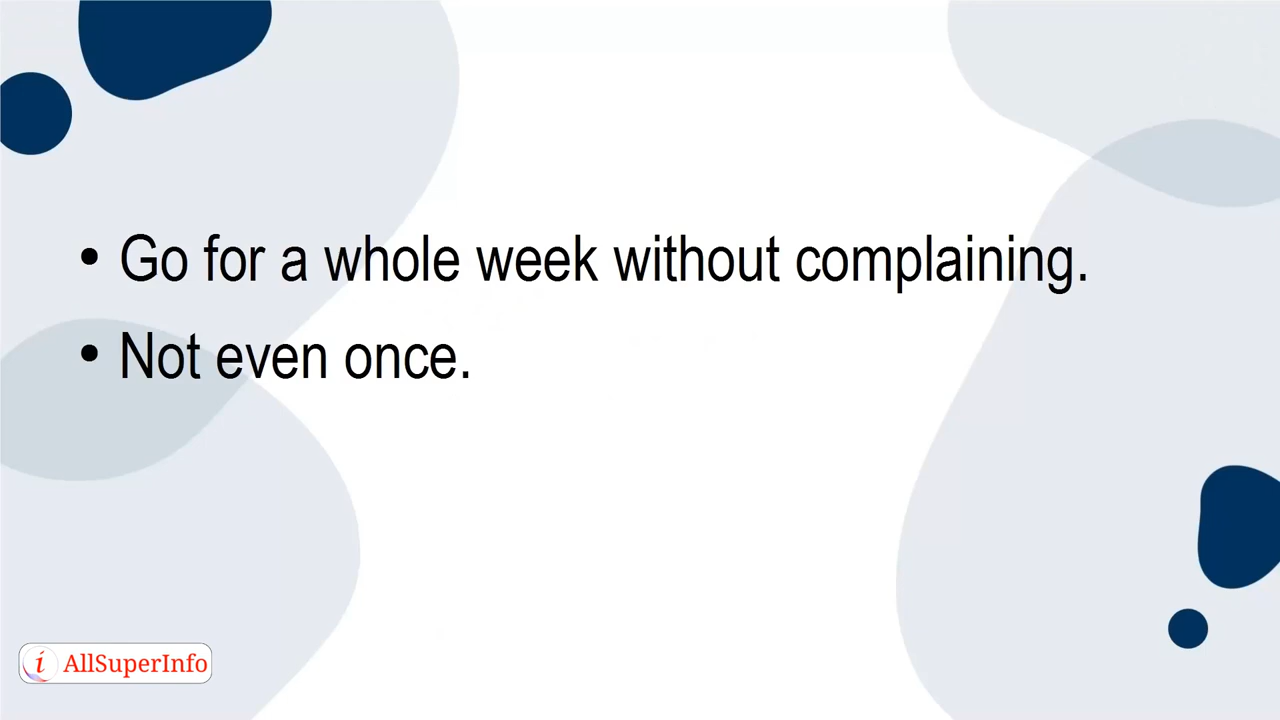 • Go for a whole week without complaining.
• Not even once.
i AllSuperInfo